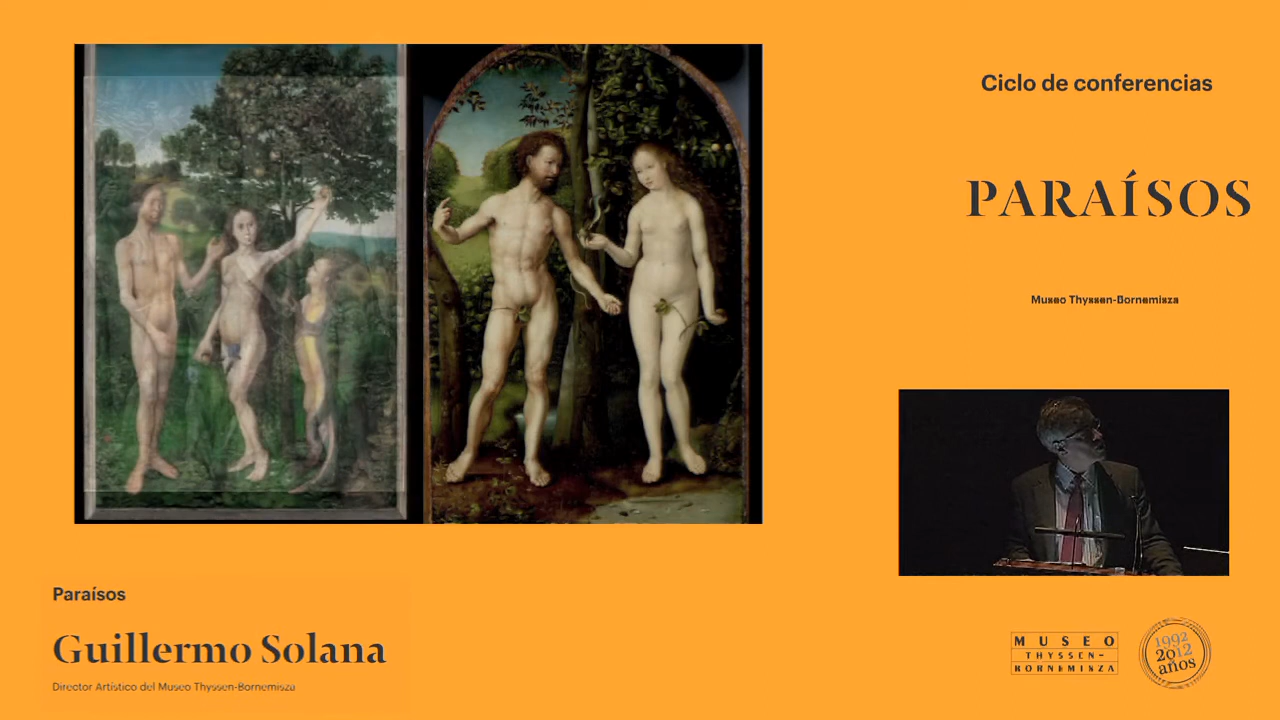 Ciclo de conferencias
PARAÍSOS
Museo Thyssen-Bornemisza
Paraísos
Guillermo Solana
Director Artístico del Museo Thyssen-Bornemisza
MUSEO
THYSSEN-
BORNEMISZA
1992
2012
años